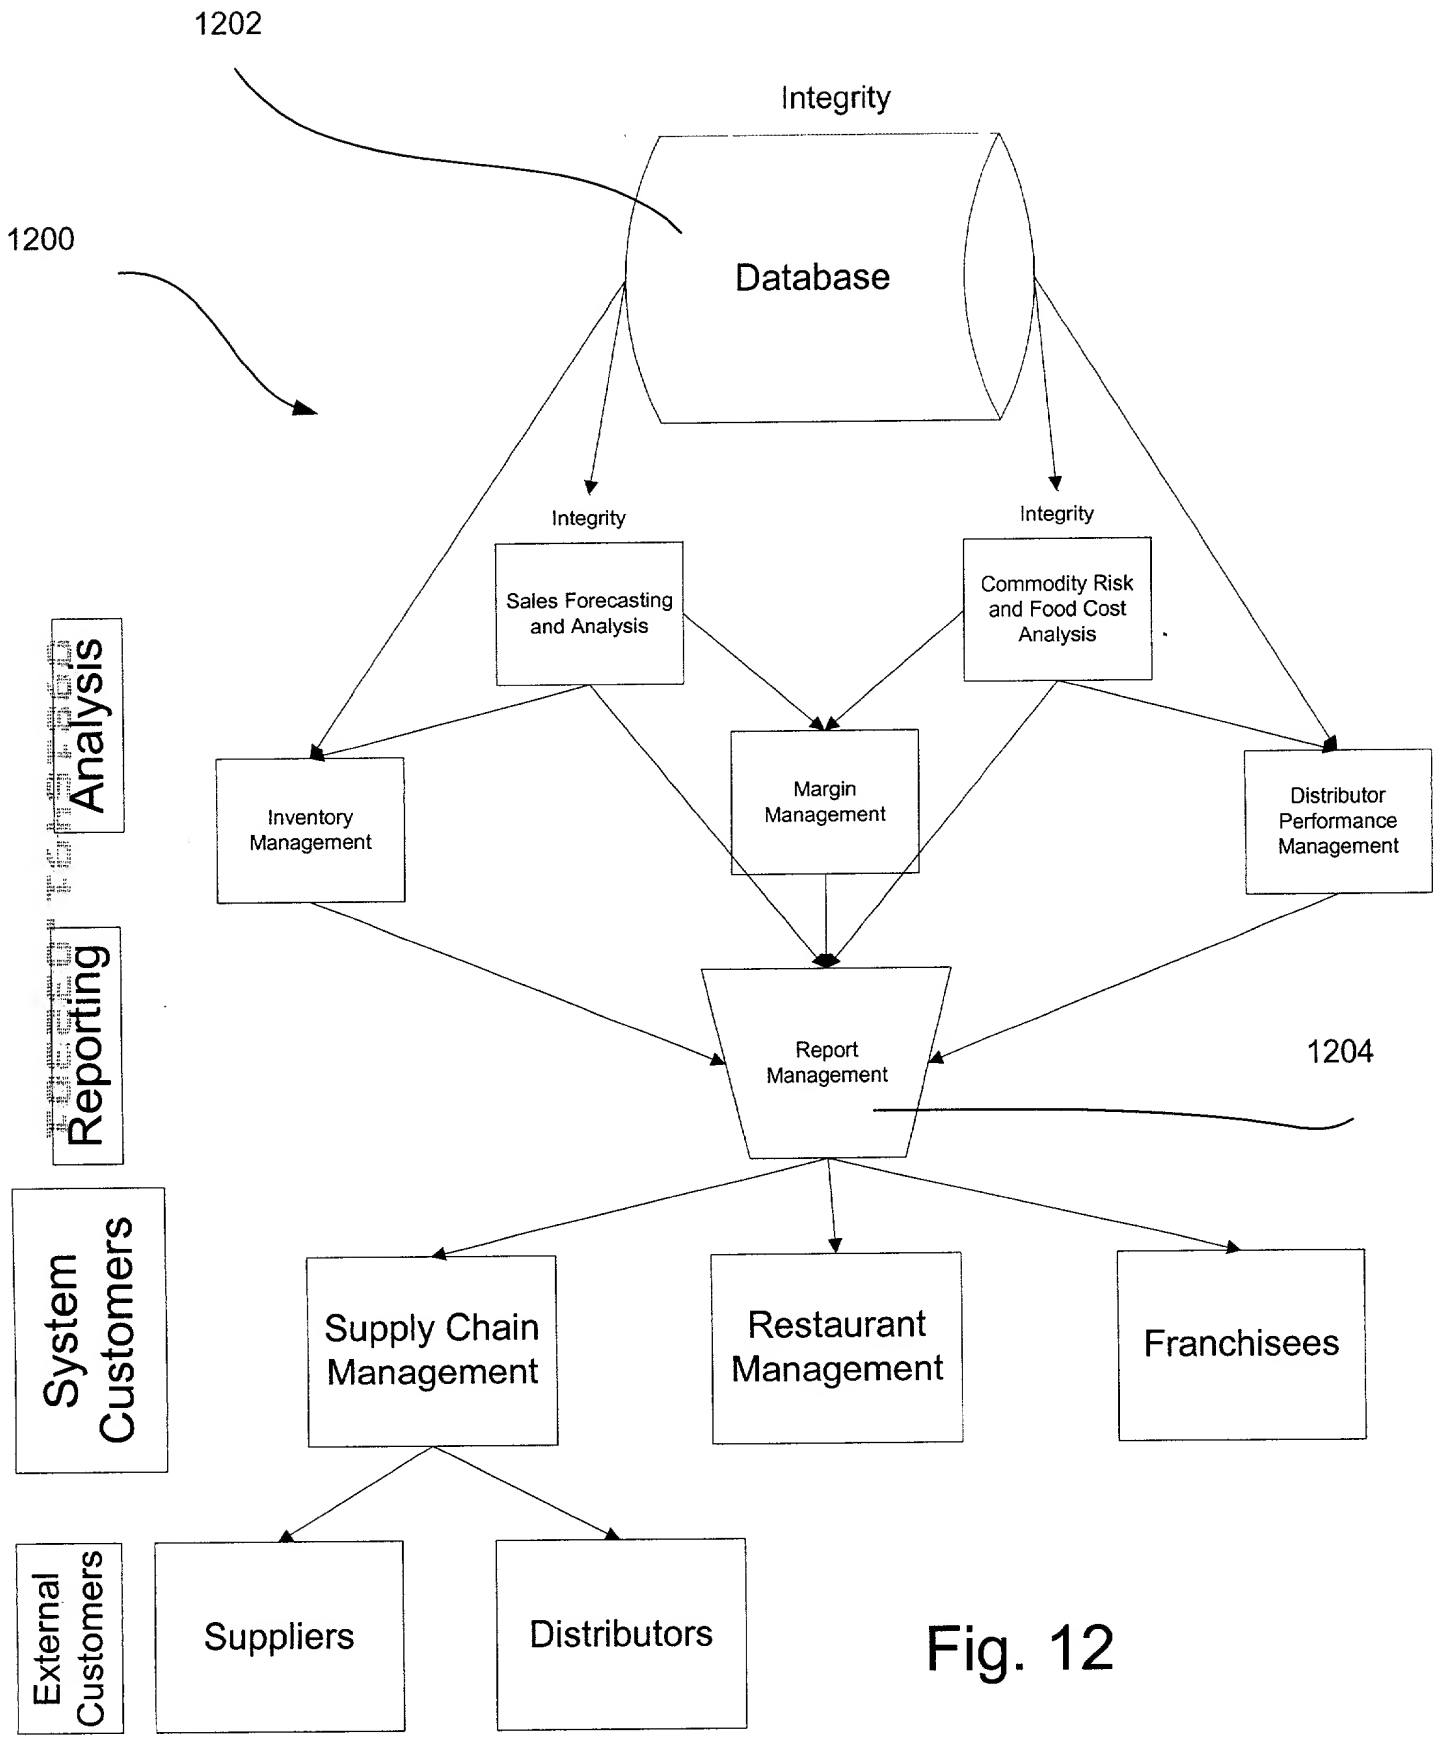 1202
Integrity
1200
Database
Integrity
Integrity
Sales Forecasting
and Analysis
Commodity Risk
and Food Cost
Analysis
Analysis
Inventory
Management
Margin
Management
Distributor
Performance
Management
Reporting
Report
Management
1204
System
Customers
Supply Chain
Management
Restaurant
Management
Franchisees
External
Customers
Suppliers
Distributors
Fig. 12